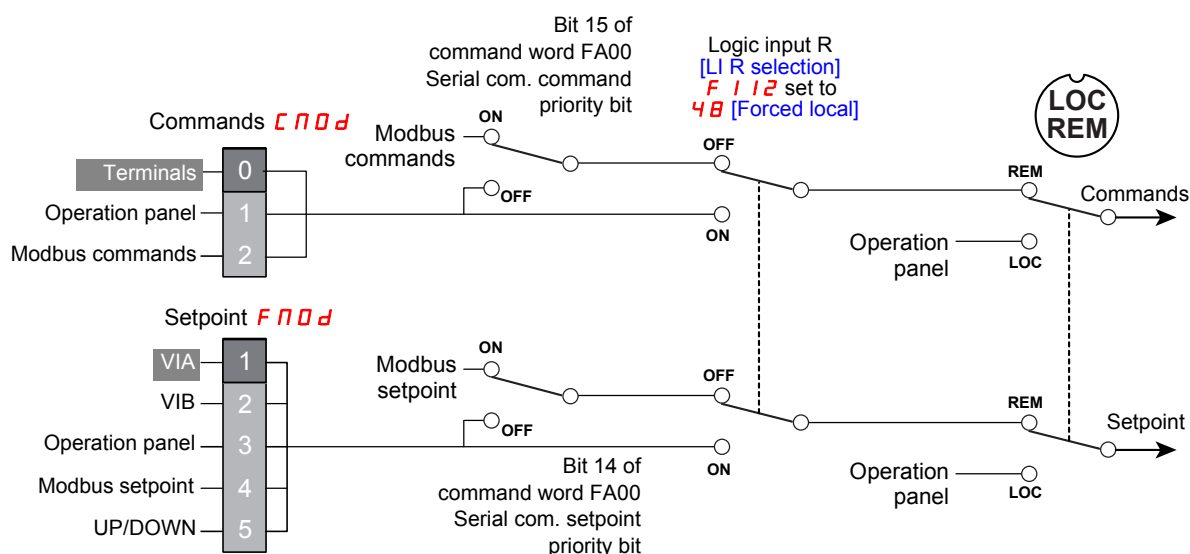 Bit 15 of
command word FA00
Serial com. command
priority bit
Logic input R
[LI R selection]
F 112 set to
48 [Forced local]
LOC
REM
Commands CNOd
Modbus
commands
ON
OFF
OFF
ON
REM
Commands
Operation
panel
LOC
Terminals 0
Operation panel 1
Modbus commands 2
Setpoint FNOd
VIA 1
VIB 2
Operation panel 3
Modbus setpoint 4
UP/DOWN 5
Modbus
setpoint
ON
OFF
OFF
ON
REM
Setpoint
Operation
panel
LOC
Bit 14 of
command word FA00
Serial com. setpoint
priority bit